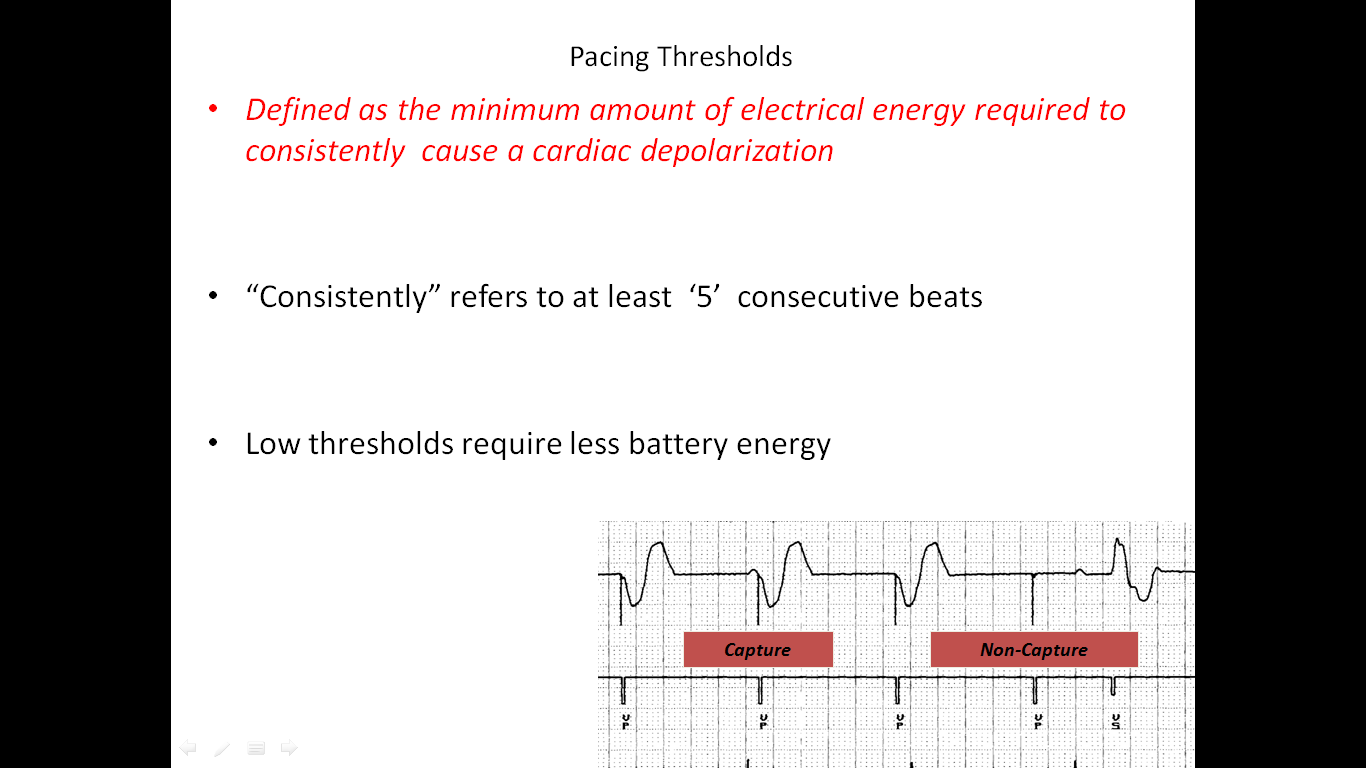 Pacing Thresholds
• Defined as the minimum amount of electrical energy required to
consistently cause a cardiac depolarization
• “Consistently” refers to at least ‘5’ consecutive beats
• Low thresholds require less battery energy
Capture Non-Capture
VP VP VP VP VS